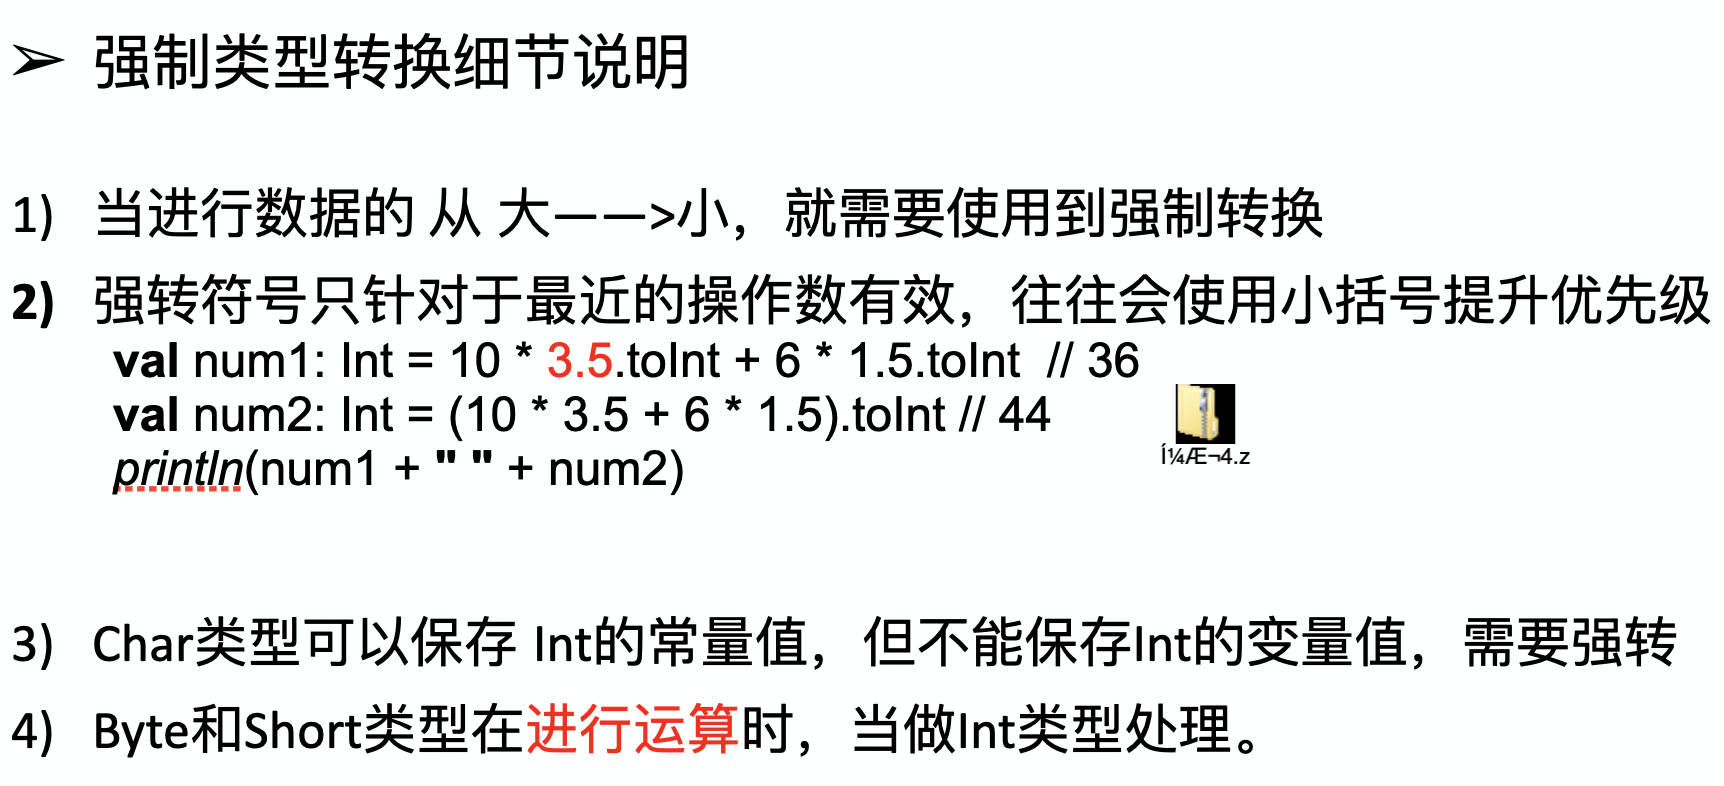 ➢ 强制类型转换细节说明
1) 当进行数据的 从 大——>小，就需要使用到强制转换
2) 强转符号只针对于最近的操作数有效，往往会使用小括号提升优先级
val num1: Int = 10 * 3.5.toInt + 6 * 1.5.toInt // 36
val num2: Int = (10 * 3.5 + 6 * 1.5).toInt // 44
println(num1 + " " + num2)
ͼƬ4.z
3) Char类型可以保存 Int的常量值，但不能保存Int的变量值，需要强转
4) Byte和Short类型在进行运算时，当做Int类型处理。